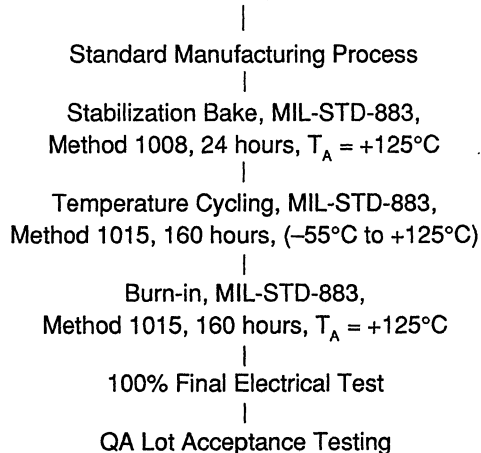 Standard Manufacturing Process
Stabilization Bake, MIL-STD-883,
Method 1008, 24 hours, T_A = +125°C
Temperature Cycling, MIL-STD-883,
Method 1015, 160 hours, (–55°C to +125°C)
Burn-in, MIL-STD-883,
Method 1015, 160 hours, T_A = +125°C
100% Final Electrical Test
QA Lot Acceptance Testing